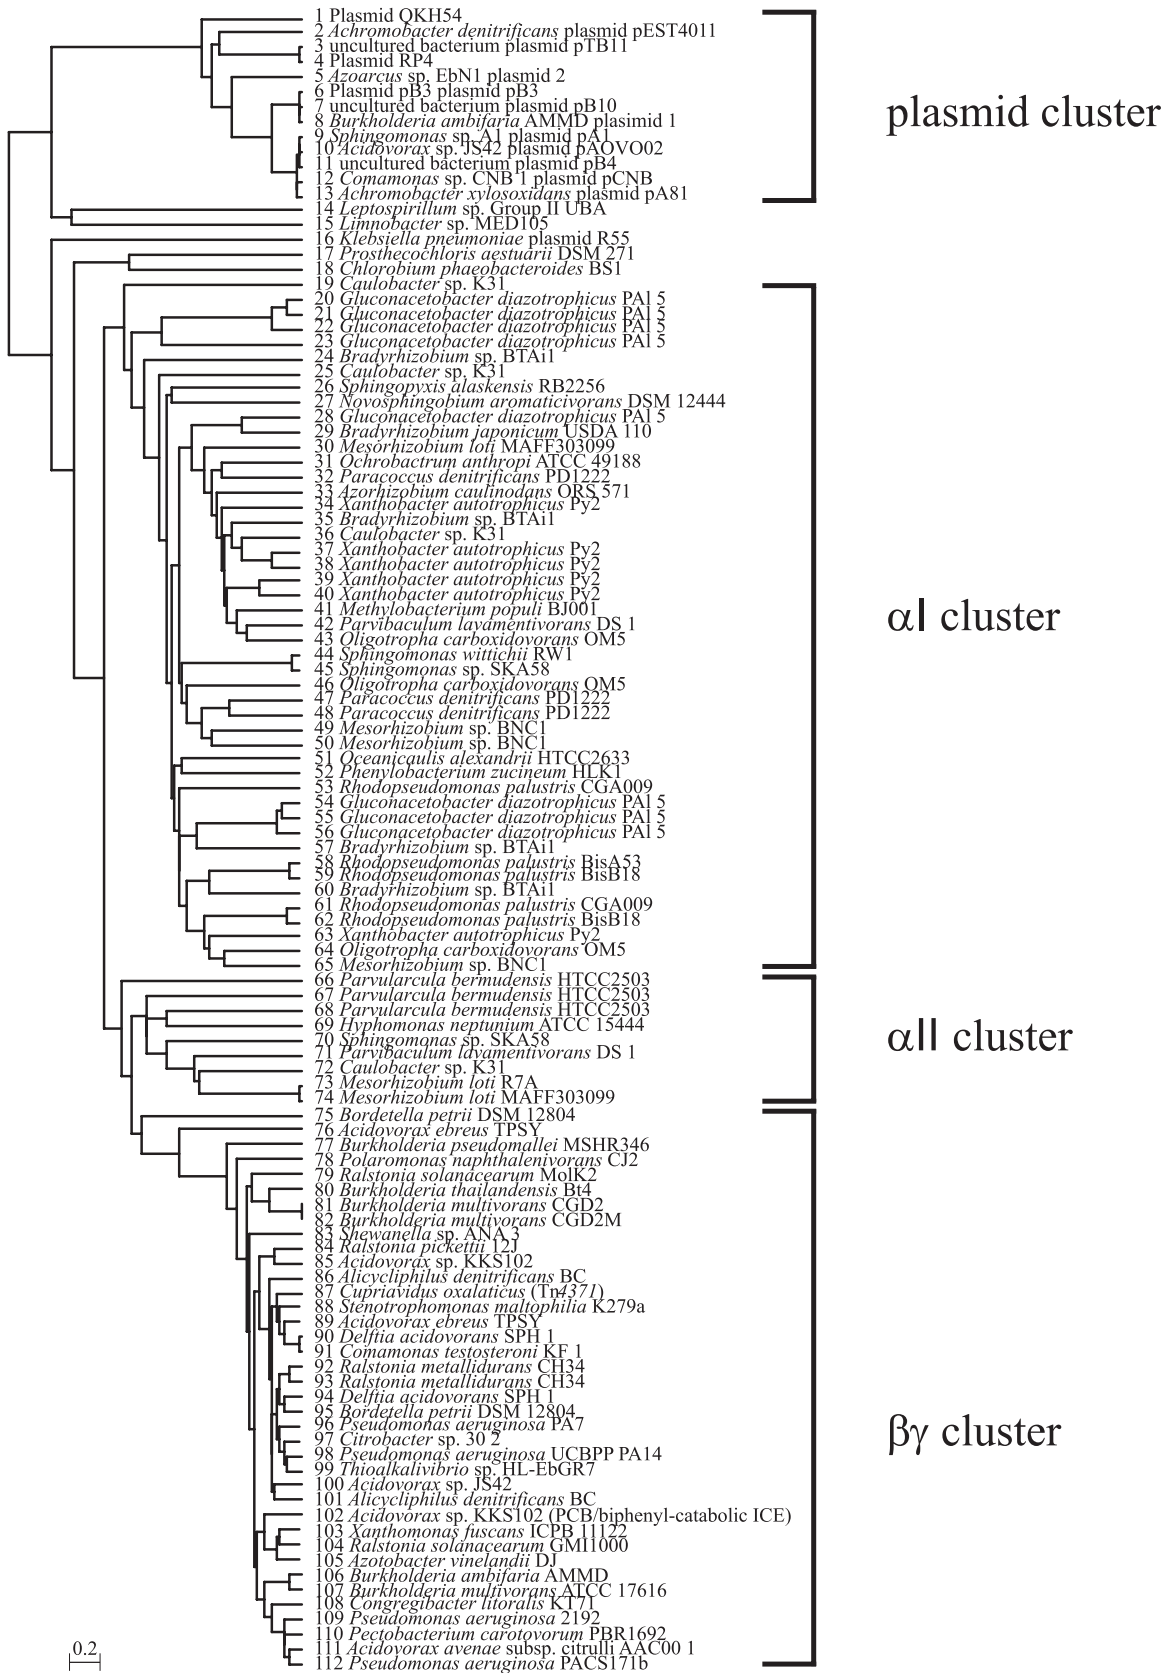 1 Plasmid QKH54
2 Achromobacter denitrificans plasmid pEST4011
3 uncultured bacterium plasmid pTB11
4 Plasmid RP4
5 Azoarcus sp. EbN1 plasmid 2
6 Plasmid pB3 plasmid pB3
7 uncultured bacterium plasmid pB10
8 Burkholderia ambifaria AMMD plasimid 1
9 Sphingomonas sp. A1 plasmid pA1
10 Acidovorax sp. JS42 plasmid pAOVO02
11 uncultured bacterium plasmid pB4
12 Comamonas sp. CNB 1 plasmid pCNB
13 Achromobacter xylosoxidans plasmid pA81
plasmid cluster
14 Leptospirillum sp. Group II UBA
15 Limnobacter sp. MED105
16 Klebsiella pneumoniae plasmid R55
17 Prosthecochloris aestuarii DSM 271
18 Chlorobium phaeobacteroides BS1
19 Caulobacter sp. K31
20 Gluconacetobacter diazotrophicus PAl 5
21 Gluconacetobacter diazotrophicus PAl 5
22 Gluconacetobacter diazotrophicus PAl 5
23 Gluconacetobacter diazotrophicus PAl 5
24 Bradyrhizobium sp. BTAi1
25 Caulobacter sp. K31
26 Sphingopyxis alaskensis RB2256
27 Novosphingobium aromaticivorans DSM 12444
28 Gluconacetobacter diazotrophicus PAl 5
29 Bradyrhizobium japonicum USDA 110
30 Mesorhizobium loti MAFF303099
31 Ochrobactrum anthropi ATCC 49188
32 Paracoccus denitrificans PD1222
33 Azorhizobium caulinodans ORS 571
34 Xanthobacter autotrophicus Py2
35 Bradyrhizobium sp. BTAi1
36 Caulobacter sp. K31
37 Xanthobacter autotrophicus Py2
38 Xanthobacter autotrophicus Py2
39 Xanthobacter autotrophicus Py2
40 Xanthobacter autotrophicus Py2
41 Methylobacterium populi BJ001
42 Parvibaculum lavamentivorans DS 1
43 Oligotropha carboxidovorans OM5
44 Sphingomonas wittichii RW1
45 Sphingomonas sp. SKA58
46 Oligotropha carboxidovorans OM5
47 Paracoccus denitrificans PD1222
48 Paracoccus denitrificans PD1222
49 Mesorhizobium sp. BNC1
50 Mesorhizobium sp. BNC1
51 Oceanicaulis alexandrii HTCC2633
52 Phenylobacterium zucineum HLK1
53 Rhodopseudomonas palustris CGA009
54 Gluconacetobacter diazotrophicus PAl 5
55 Gluconacetobacter diazotrophicus PAl 5
56 Gluconacetobacter diazotrophicus PAl 5
57 Bradyrhizobium sp. BTAi1
58 Rhodopseudomonas palustris BisA53
59 Rhodopseudomonas palustris BisB18
60 Bradyrhizobium sp. BTAi1
61 Rhodopseudomonas palustris CGA009
62 Rhodopseudomonas palustris BisB18
63 Xanthobacter autotrophicus Py2
64 Oligotropha carboxidovorans OM5
65 Mesorhizobium sp. BNC1
αI cluster
66 Parvularcula bermudensis HTCC2503
67 Parvularcula bermudensis HTCC2503
68 Parvularcula bermudensis HTCC2503
69 Hyphomonas neptunium ATCC 15444
70 Sphingomonas sp. SKA58
71 Parvibaculum lavamentivorans DS 1
72 Caulobacter sp. K31
73 Mesorhizobium loti R7A
74 Mesorhizobium loti MAFF303099
αII cluster
75 Bordetella petrii DSM 12804
76 Acidovorax ebreus TPSY
77 Burkholderia pseudomallei MSHR346
78 Polaromonas naphthalenivorans CJ2
79 Ralstonia solanacearum MolK2
80 Burkholderia thailandensis Bt4
81 Burkholderia multivorans CGD2
82 Burkholderia multivorans CGD2M
83 Shewanella sp. ANA 3
84 Ralstonia pickettii 12J
85 Acidovorax sp. KKS102
86 Alicycliphilus denitrificans BC
87 Cupriavidus oxalaticus (Tn4371)
88 Stenotrophomonas maltophilia K279a
89 Acidovorax ebreus TPSY
90 Delftia acidovorans SPH 1
91 Comamonas testosteroni KF 1
92 Ralstonia metallidurans CH34
93 Ralstonia metallidurans CH34
94 Delftia acidovorans SPH 1
95 Bordetella petrii DSM 12804
96 Pseudomonas aeruginosa PA7
97 Citrobacter sp. 30 2
98 Pseudomonas aeruginosa UCBPP PA14
99 Thioalkalivibrio sp. HL-EbGR7
100 Acidovorax sp. JS42
101 Alicycliphilus denitrificans BC
102 Acidovorax sp. KKS102 (PCB/biphenyl-catabolic ICE)
103 Xanthomonas fuscans ICPB 11122
104 Ralstonia solanacearum GMI1000
105 Azotobacter vinelandii DJ
106 Burkholderia ambifaria AMMD
107 Burkholderia multivorans ATCC 17616
108 Congregibacter litoralis KT71
109 Pseudomonas aeruginosa 2192
110 Pectobacterium carotovorum PBR1692
111 Acidovorax avenae subsp. citrulli AAC00 1
112 Pseudomonas aeruginosa PACS171b
βγ cluster
0.2